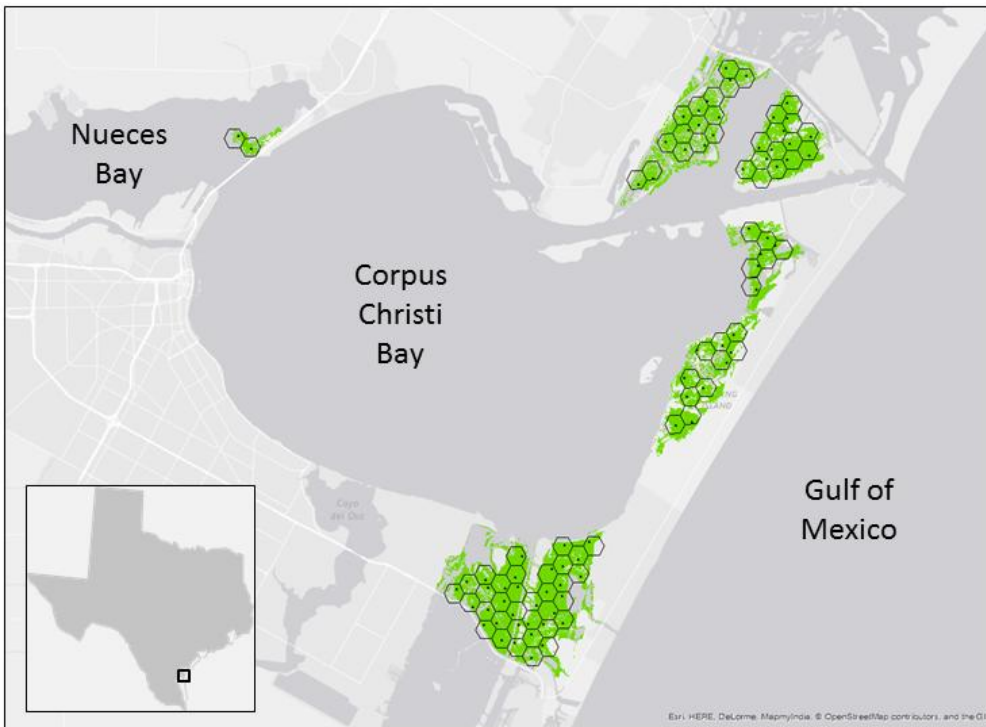 Nueces
Bay
Corpus
Christi
Bay
Gulf of
Mexico
Cayo
del Oso
ISLAND
Esri, HERE, DeLorme, MapmyIndia, © OpenStreetMap contributors, and the GI